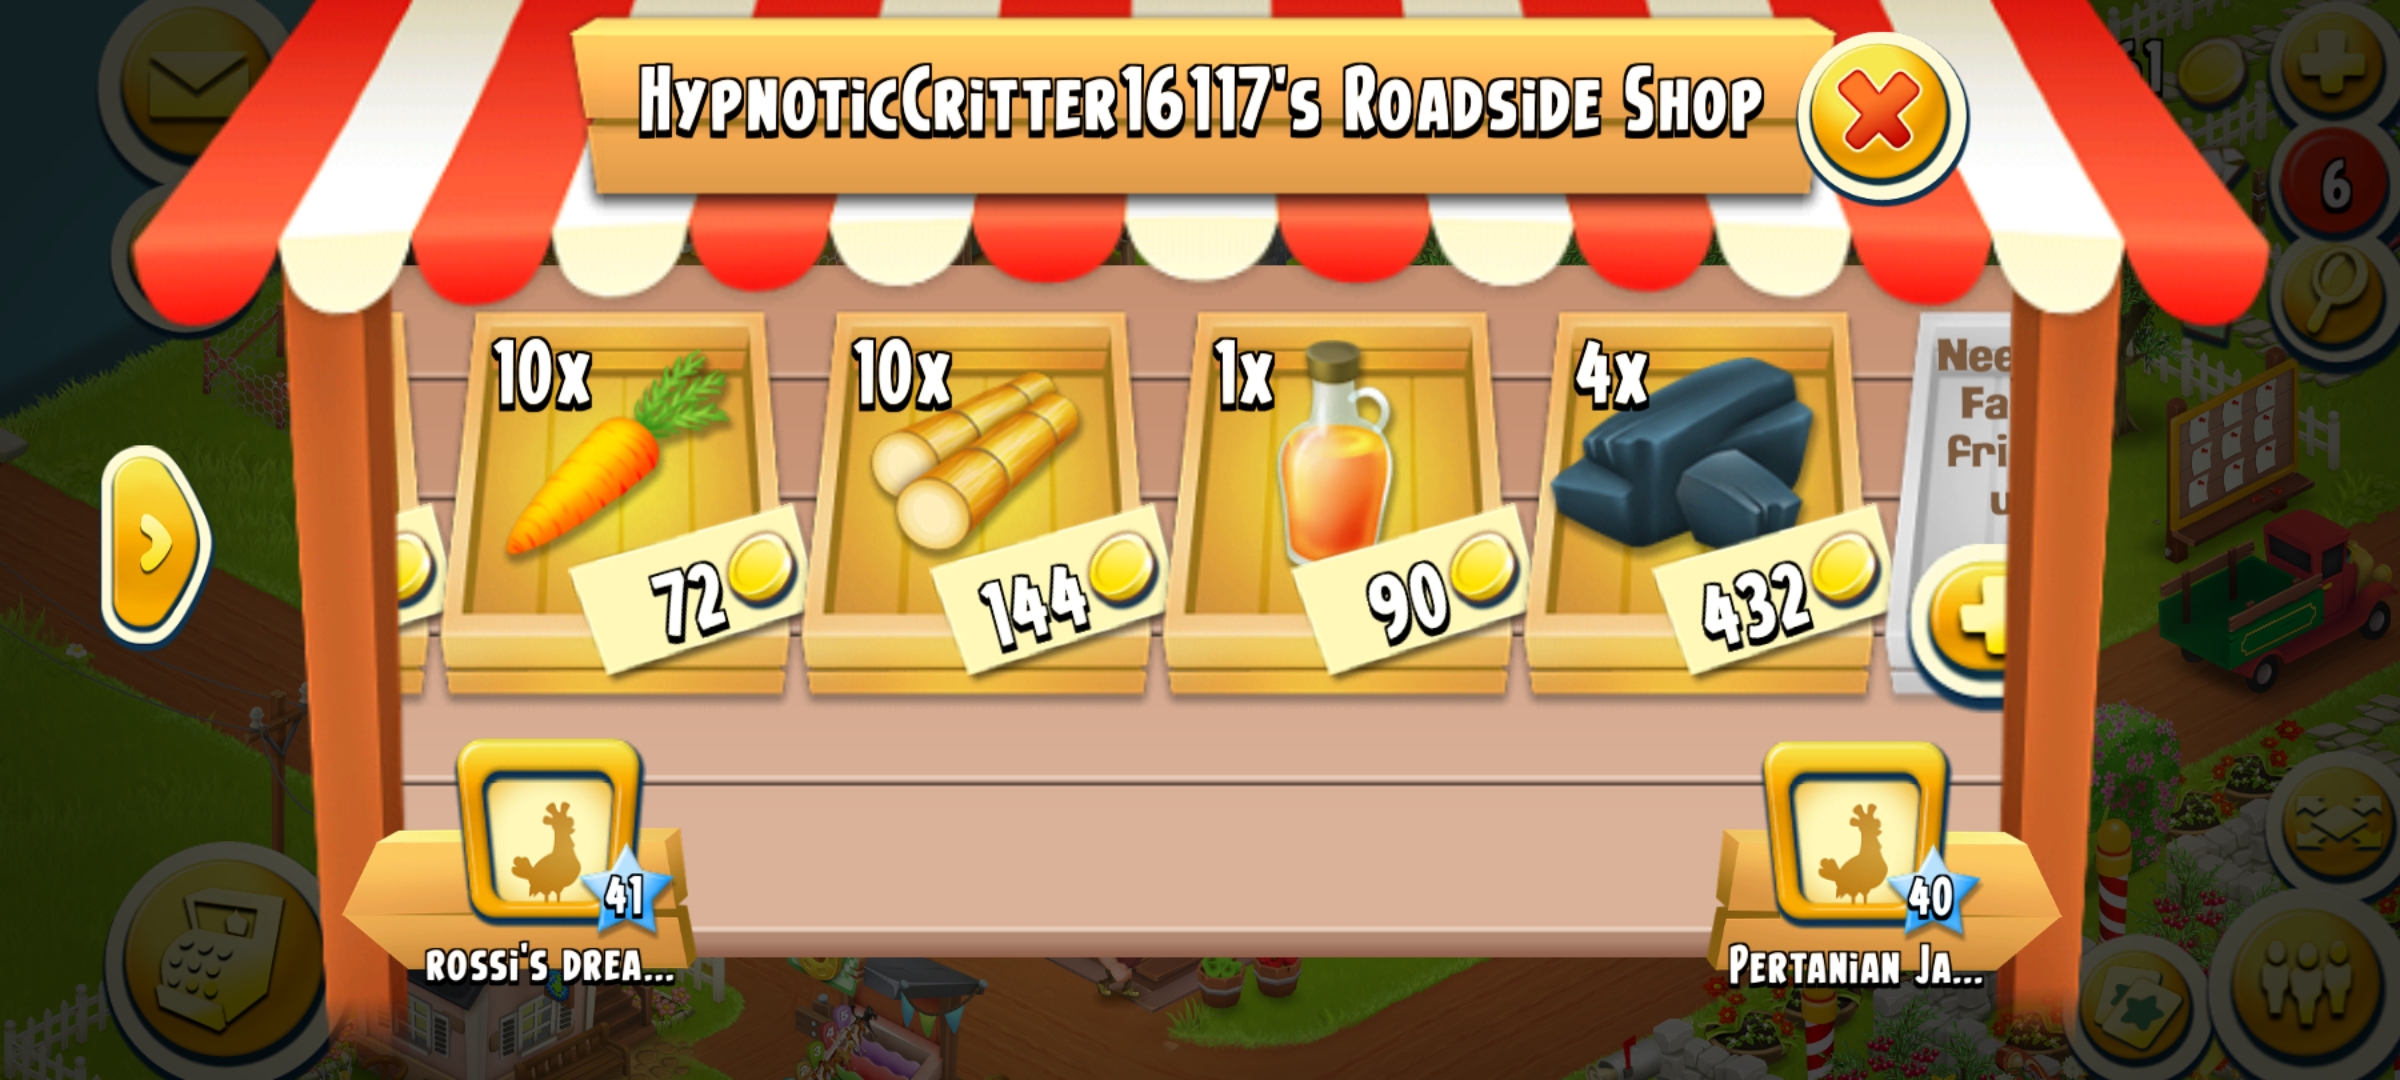 HypnoticCritter16117's Roadside Shop
6
10x
10x
1x
4x
72
144
90
432
41
40
Rossi's Drea...
Pertanian Ja...